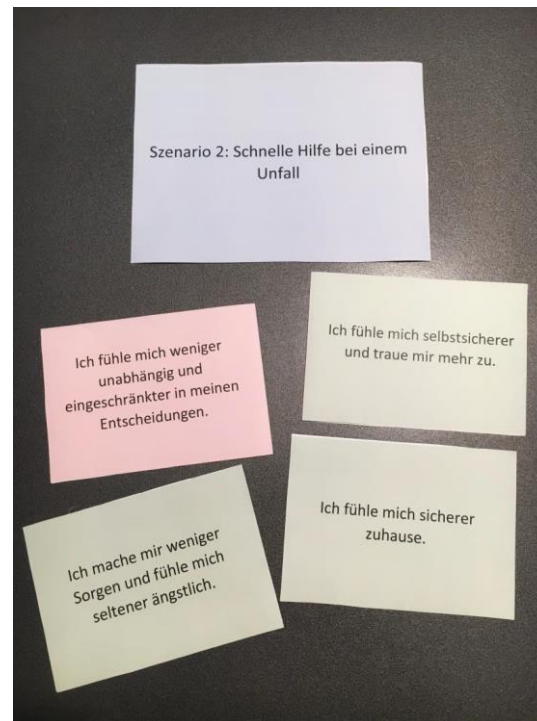 Szenario 2: Schnelle Hilfe bei einem
Unfall
Ich fühle mich weniger
unabhängig und
eingeschränkter in meinen
Entscheidungen.
Ich fühle mich selbstsicherer
und traue mir mehr zu.
Ich mache mir weniger
Sorgen und fühle mich
seltener ängstlich.
Ich fühle mich sicherer
zuhause.